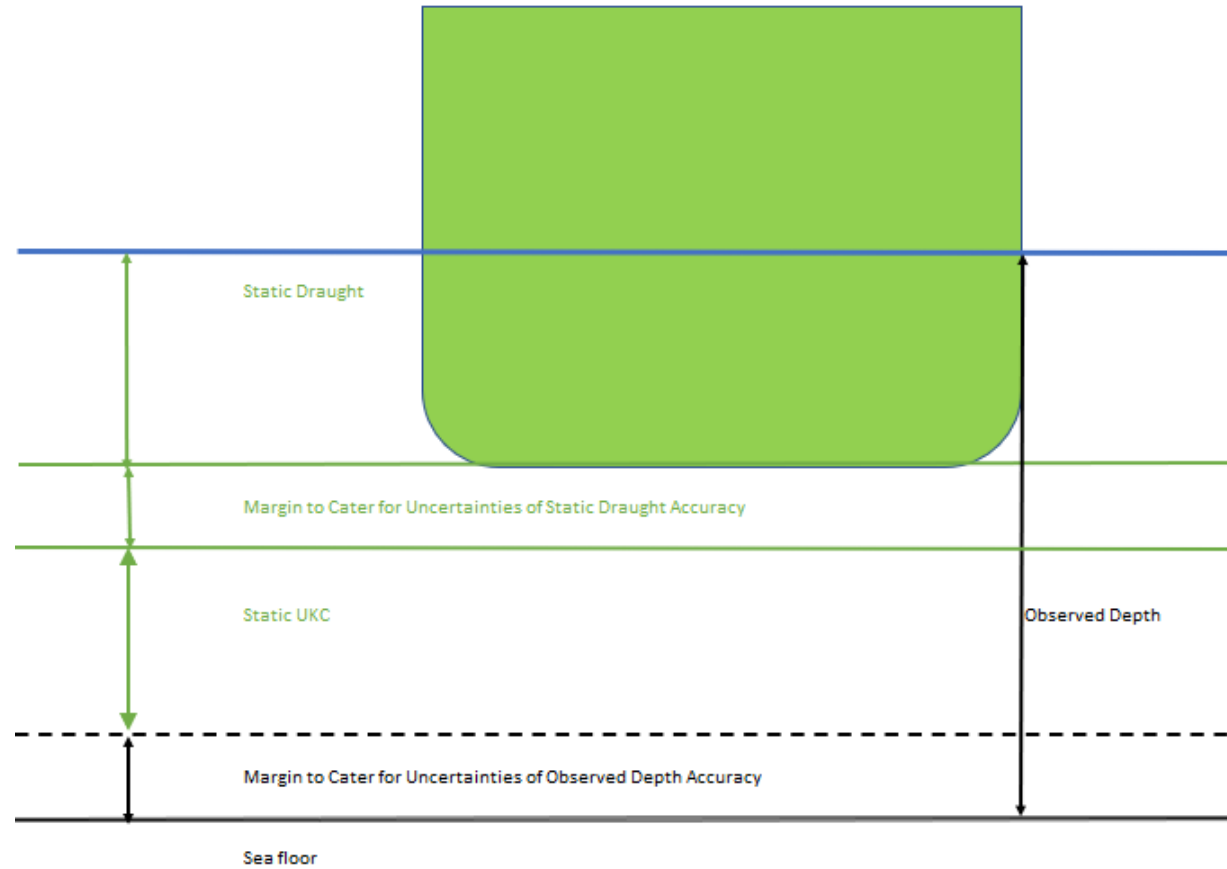 Static Draught
Margin to Cater for Uncertainties of Static Draught Accuracy
Static UKC
Observed Depth
Margin to Cater for Uncertainties of Observed Depth Accuracy
Sea floor